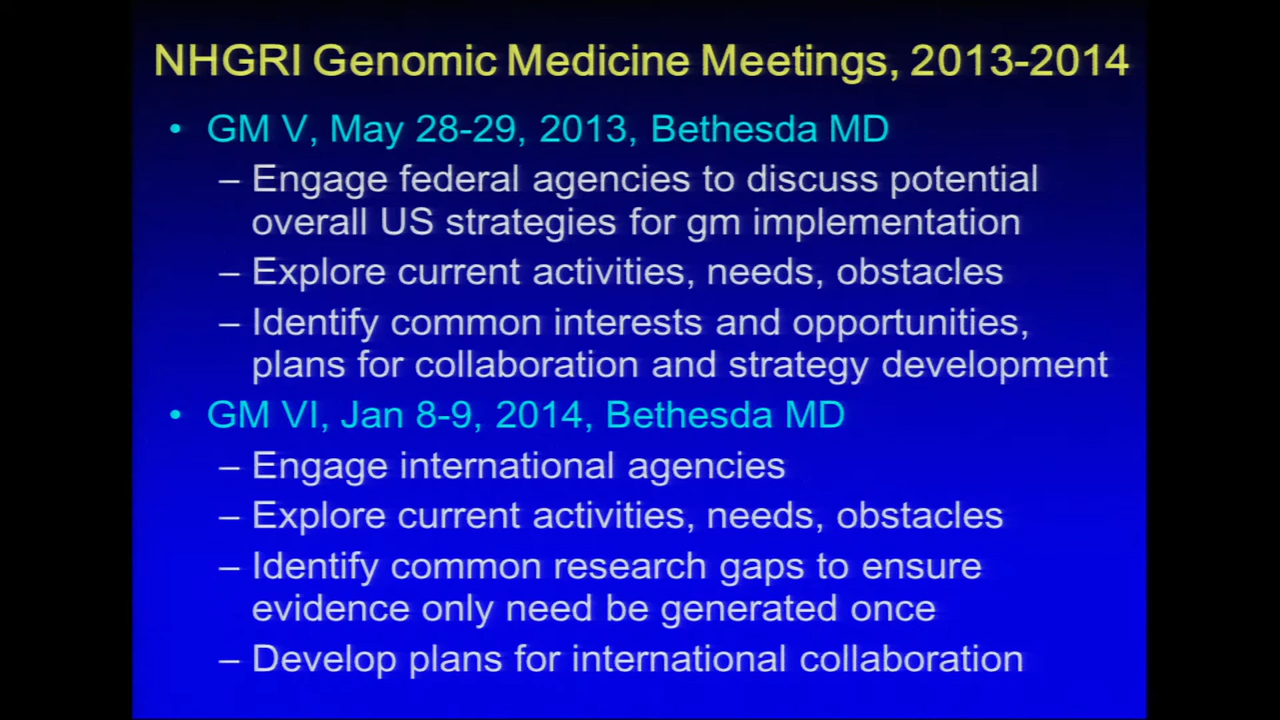 NHGRI Genomic Medicine Meetings, 2013-2014
• GM V, May 28-29, 2013, Bethesda MD
– Engage federal agencies to discuss potential
overall US strategies for gm implementation
– Explore current activities, needs, obstacles
– Identify common interests and opportunities,
plans for collaboration and strategy development
• GM VI, Jan 8-9, 2014, Bethesda MD
– Engage international agencies
– Explore current activities, needs, obstacles
– Identify common research gaps to ensure
evidence only need be generated once
– Develop plans for international collaboration